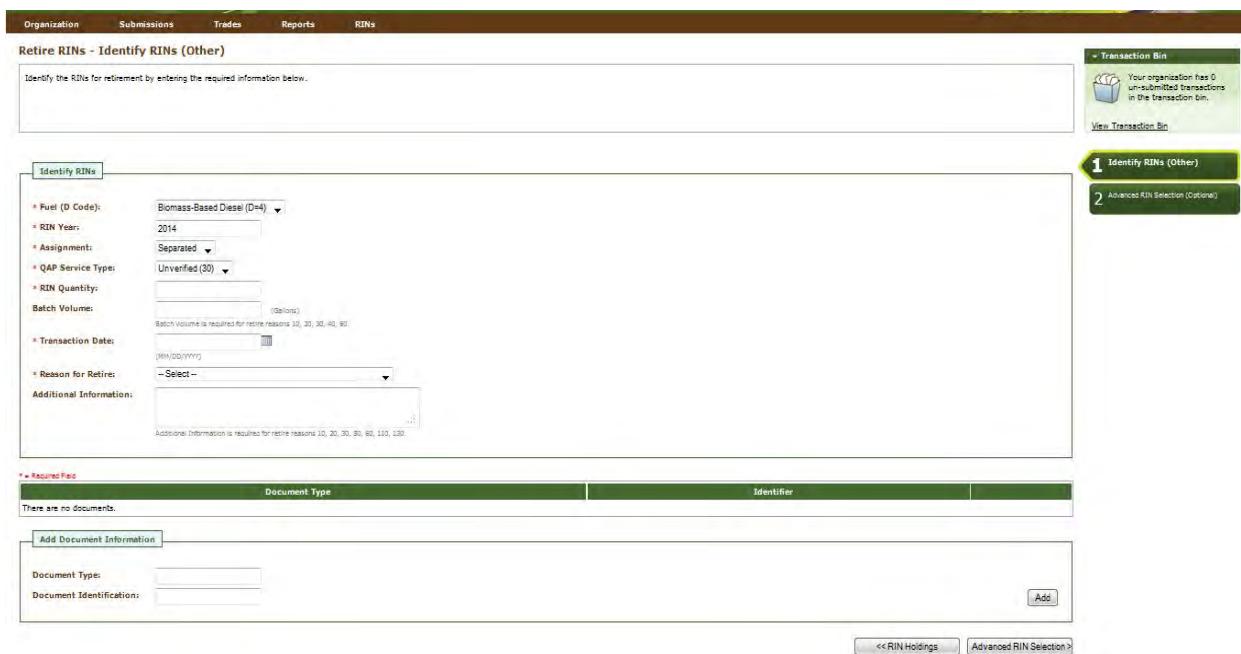 Organization Submissions Trades Reports RINs
Retire RINs - Identify RINs (Other)
Identify the RINs for retirement by entering the required information below.
Identify RINs
* Fuel (D Code): Biomass-Based Diesel (D=4)
* RIN Year: 2014
* Assignment: Separated
* QAP Service Type: Unverified (30)
* RIN Quantity:
Batch Volume: (Gallons)
Batch Volume is required for retire reasons 10, 20, 30, 40, 60.
* Transaction Date:
(MM/DD/YYYY)
* Reason for Retire: -- Select --
Additional Information:
Additional Information is required for retire reasons 10, 20, 30, 50, 60, 110, 130.
* = Required Field
Document Type Identifier
There are no documents.
Add Document Information
Document Type:
Document Identification:
Add
<< RIN Holdings Advanced RIN Selection >
Transaction Bin
Your organization has 0
un-submitted transactions
in the transaction bin.
View Transaction Bin
1 Identify RINs (Other)
2 Advanced RIN Selection (Optional)